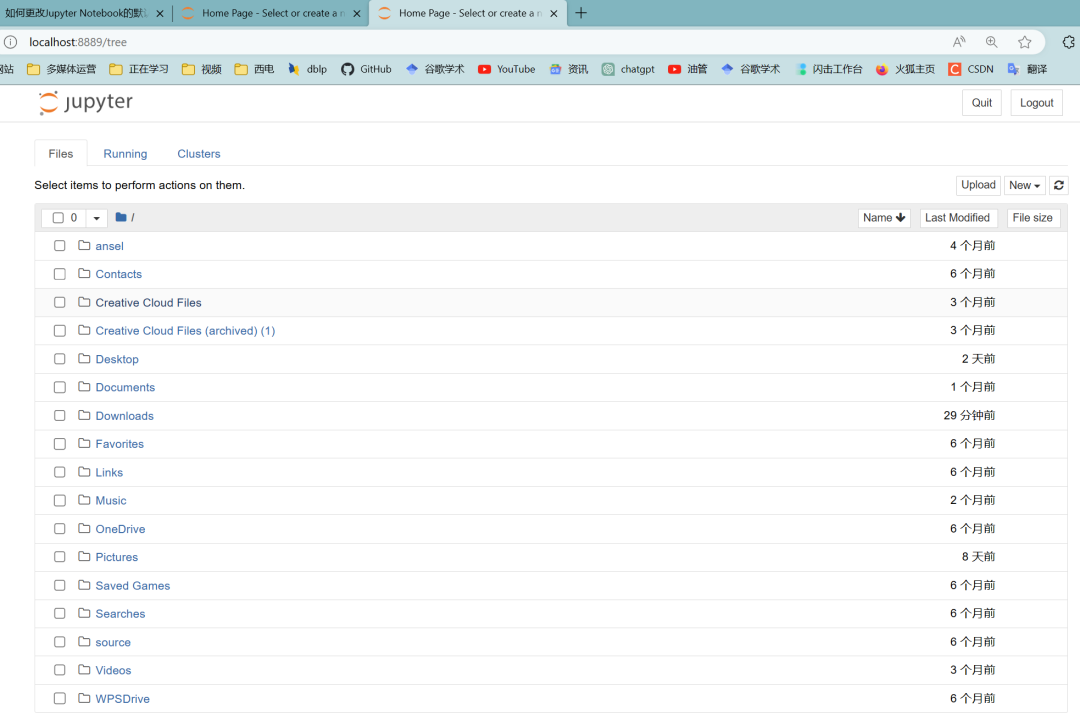 如何更改Jupyter Notebook的默认 Home Page - Select or create a n Home Page - Select or create a n
localhost:8889/tree
网站 多媒体运营 正在学习 视频 西电 dblp GitHub 谷歌学术 YouTube 资讯 chatgpt 油管 谷歌学术 闪击工作台 火狐主页 CSDN 翻译
jupyter Quit Logout
Files Running Clusters
Select items to perform actions on them. Upload New
0 / Name Last Modified File size
ansel 4 个月前
Contacts 6 个月前
Creative Cloud Files 3 个月前
Creative Cloud Files (archived) (1) 3 个月前
Desktop 2 天前
Documents 1 个月前
Downloads 29 分钟前
Favorites 6 个月前
Links 6 个月前
Music 2 个月前
OneDrive 6 个月前
Pictures 8 天前
Saved Games 6 个月前
Searches 6 个月前
source 6 个月前
Videos 3 个月前
WPSDrive 6 个月前